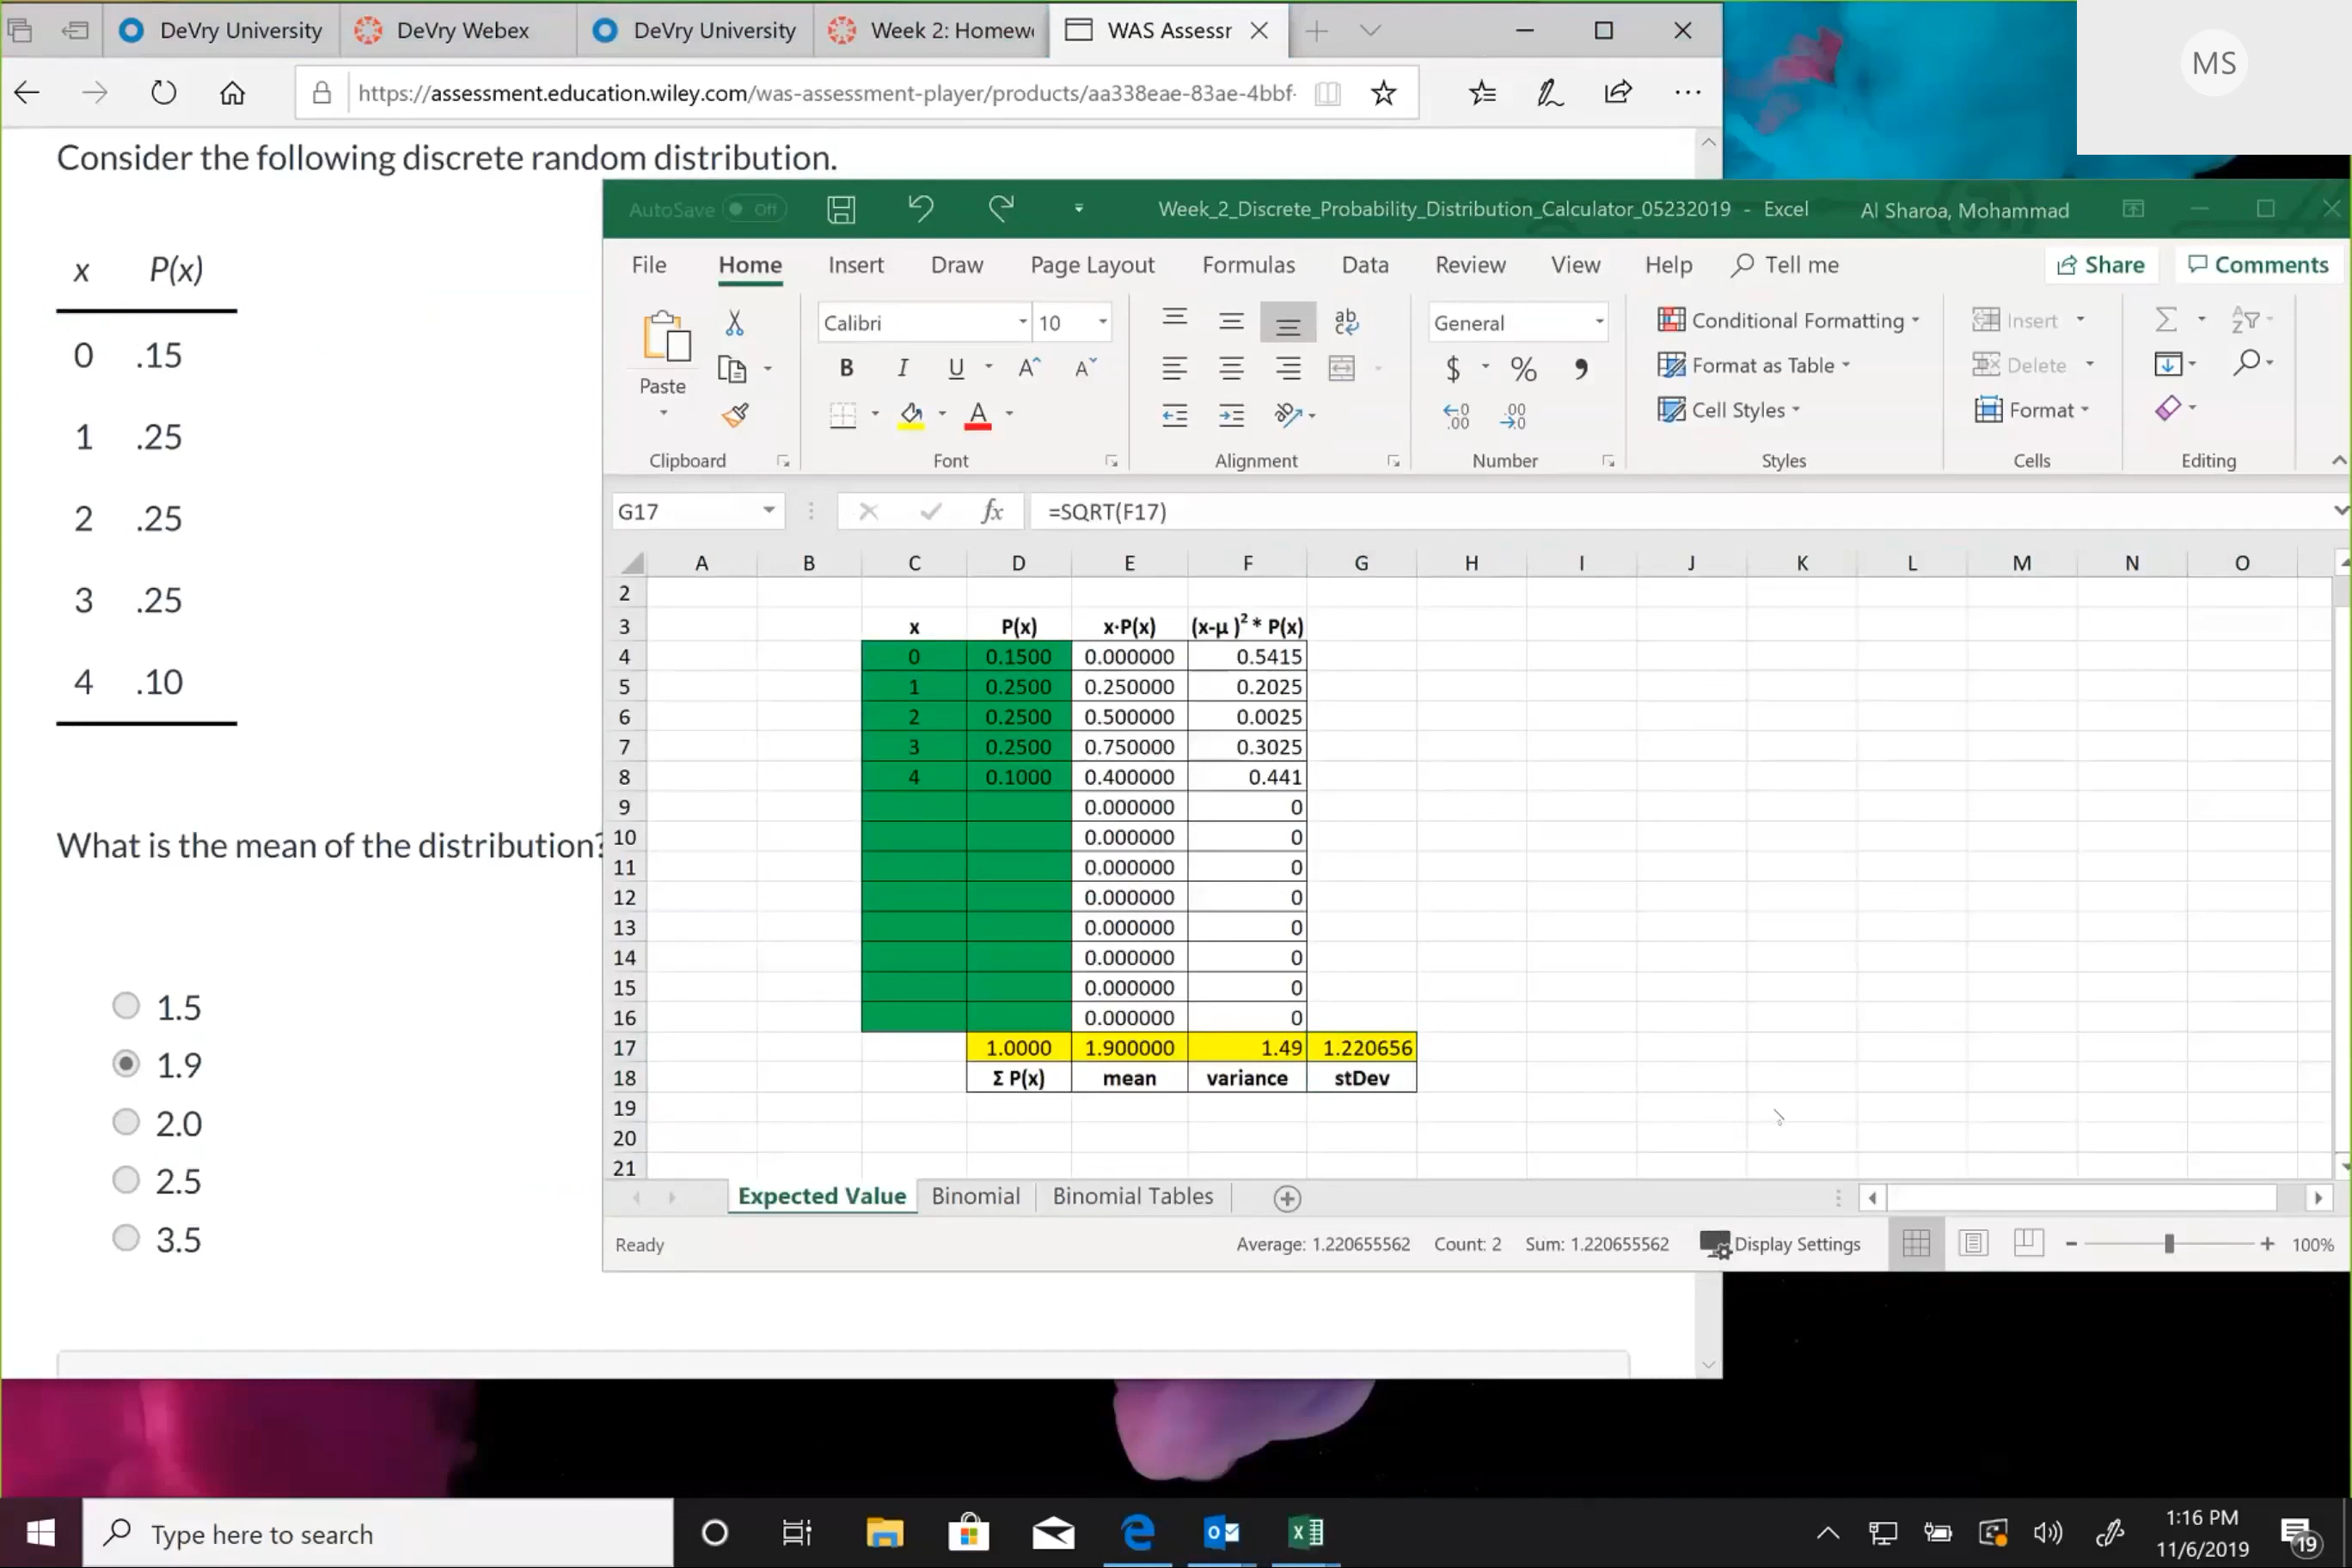 DeVry University
DeVry Webex
DeVry University
Week 2: Homew
WAS Assessr
MS
https://assessment.education.wiley.com/was-assessment-player/products/aa338eae-83ae-4bbf-
Consider the following discrete random distribution.
x P(x)
0 .15
1 .25
2 .25
3 .25
4 .10
What is the mean of the distribution?
1.5
1.9
2.0
2.5
3.5
AutoSave Off
Week_2_Discrete_Probability_Distribution_Calculator_05232019 - Excel
Al Sharoa, Mohammad
File Home Insert Draw Page Layout Formulas Data Review View Help Tell me Share Comments
Paste
Calibri 10
B I U A A
A
ab
c
General
$ % ,
.00 .00
Conditional Formatting
Format as Table
Cell Styles
Insert
Delete
Format
Clipboard Font Alignment Number Styles Cells Editing
G17 fx =SQRT(F17)
A B C D E F G H I J K L M N O
2
3 x P(x) x·P(x) (x-μ )² * P(x)
4 0 0.1500 0.000000 0.5415
5 1 0.2500 0.250000 0.2025
6 2 0.2500 0.500000 0.0025
7 3 0.2500 0.750000 0.3025
8 4 0.1000 0.400000 0.441
9 0.000000 0
10 0.000000 0
11 0.000000 0
12 0.000000 0
13 0.000000 0
14 0.000000 0
15 0.000000 0
16 0.000000 0
17 1.0000 1.900000 1.49 1.220656
18 Σ P(x) mean variance stDev
19
20
21
Expected Value Binomial Binomial Tables
Ready
Average: 1.220655562 Count: 2 Sum: 1.220655562 Display Settings 100%
Type here to search
1:16 PM
11/6/2019
19